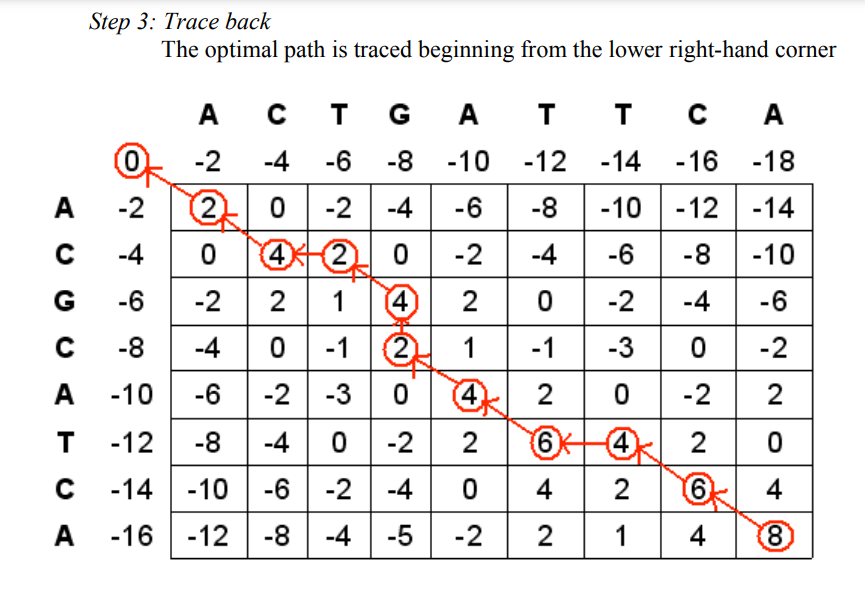 Step 3: Trace back
The optimal path is traced beginning from the lower right-hand corner
A C T G A T T C A
0 -2 -4 -6 -8 -10 -12 -14 -16 -18
A -2 2 0 -2 -4 -6 -8 -10 -12 -14
C -4 0 4 2 0 -2 -4 -6 -8 -10
G -6 -2 2 1 4 2 0 -2 -4 -6
C -8 -4 0 -1 2 1 -1 -3 0 -2
A -10 -6 -2 -3 0 4 2 0 -2 2
T -12 -8 -4 0 -2 2 6 4 2 0
C -14 -10 -6 -2 -4 0 4 2 6 4
A -16 -12 -8 -4 -5 -2 2 1 4 8